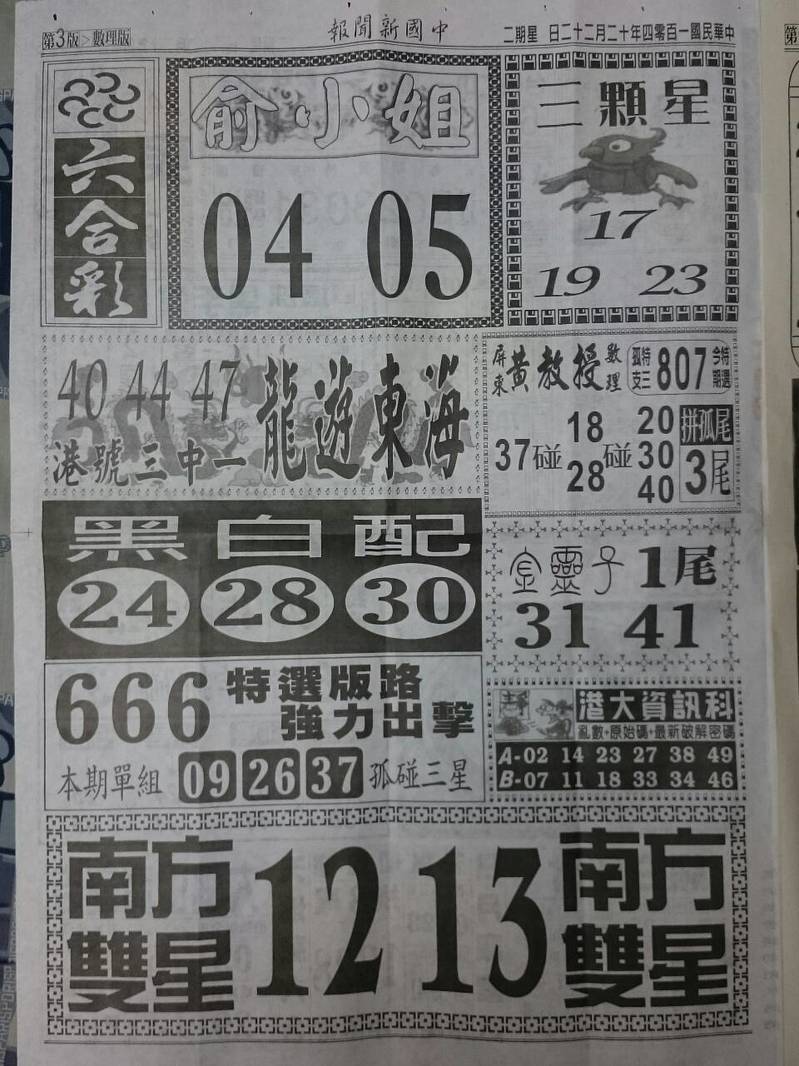 第3版＞數理版
報聞新國中
二期星 日二十二月二十年四零百一國民華中
六合彩
俞小姐
04 05
三顆星
17
19 23
40 44 47
港號三中一
龍遊東海
屏東 黃教授 數理
孤特支三 807 今特期選
37碰 18 28 碰 20 30 40
拼孤尾
3尾
黑白配
24 28 30
靈子 1尾
31 41
666 特選版路
強力出擊
本期單組 09 26 37 孤碰三星
港大資訊科
亂數+原始碼+最新破解密碼
A-02 14 23 27 38 49
B-07 11 18 33 34 46
南方雙星
12 13
南方雙星